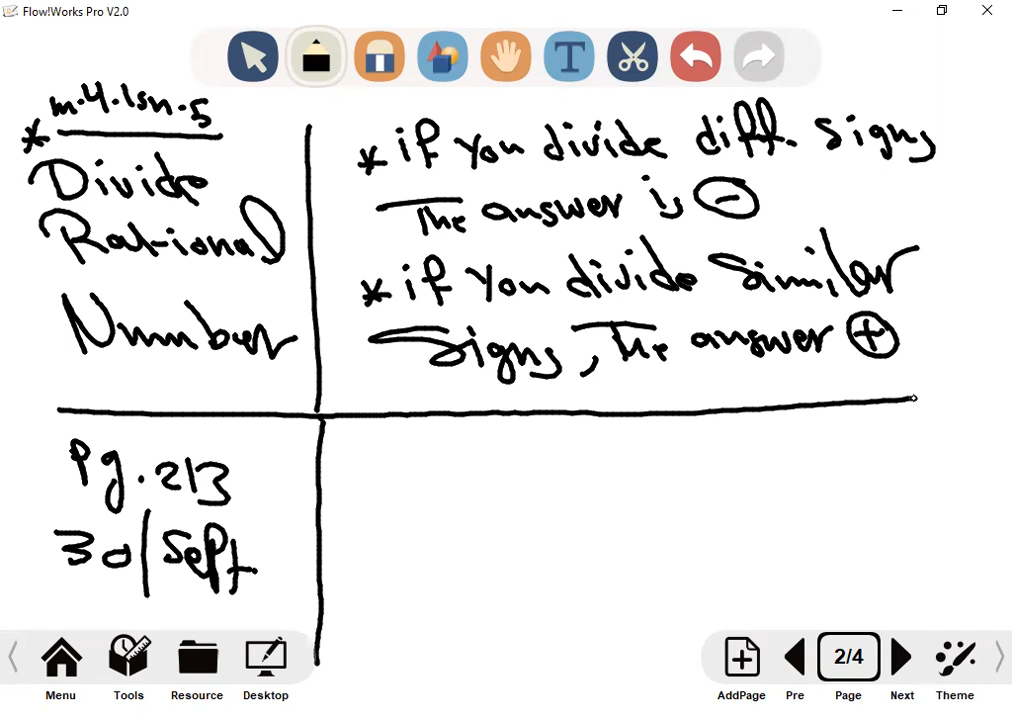 Flow!Works Pro V2.0
m.4.lsn.5
* Divide
Rational
Number
* if you divide diff. signs
The answer is -
* if you divide similar
signs, The answer +
Pg. 213
30/Sept.
Menu
Tools
Resource
Desktop
AddPage
Pre
2/4
Page
Next
Theme